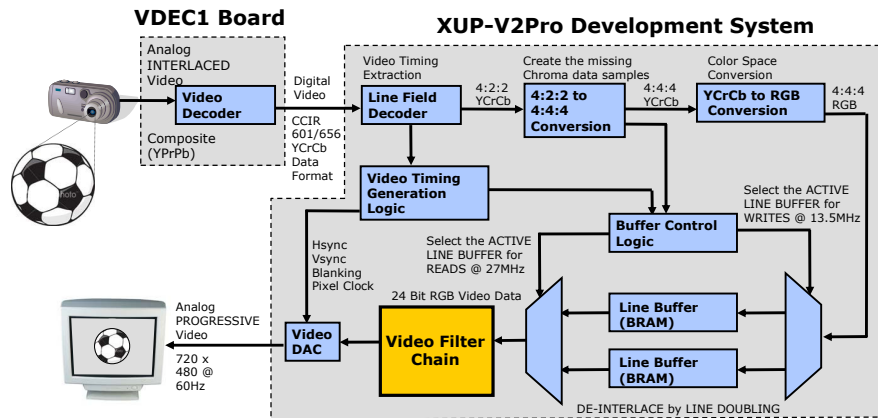 VDEC1 Board
XUP-V2Pro Development System
Analog
INTERLACED
Video
Video
Decoder
Composite
(YPrPb)
Digital
Video
CCIR
601/656
YCrCb
Data
Format
Video Timing
Extraction
Line Field
Decoder
4:2:2
YCrCb
Create the missing
Chroma data samples
4:2:2 to
4:4:4
Conversion
4:4:4
YCrCb
Color Space
Conversion
YCrCb to RGB
Conversion
4:4:4
RGB
Video Timing
Generation
Logic
Buffer Control
Logic
Select the ACTIVE
LINE BUFFER for
WRITES @ 13.5MHz
Select the ACTIVE
LINE BUFFER for
READS @ 27MHz
Hsync
Vsync
Blanking
Pixel Clock
24 Bit RGB Video Data
Line Buffer
(BRAM)
Line Buffer
(BRAM)
Video Filter
Chain
Video
DAC
Analog
PROGRESSIVE
Video
720 x
480 @
60Hz
DE-INTERLACE by LINE DOUBLING